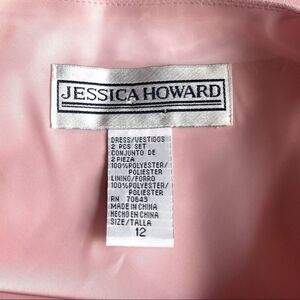 JESSICA HOWARD
DRESS/VESTIDOS
2 PCS SET
CONJUNTO DE
2 PIEZA
100%POLYESTER/
POLIESTER
LINING/FORRO
100%POLYESTER/
POLIESTER
RN 70643
MADE IN CHINA
HECHO EN CHINA
SIZE/TALLA
12